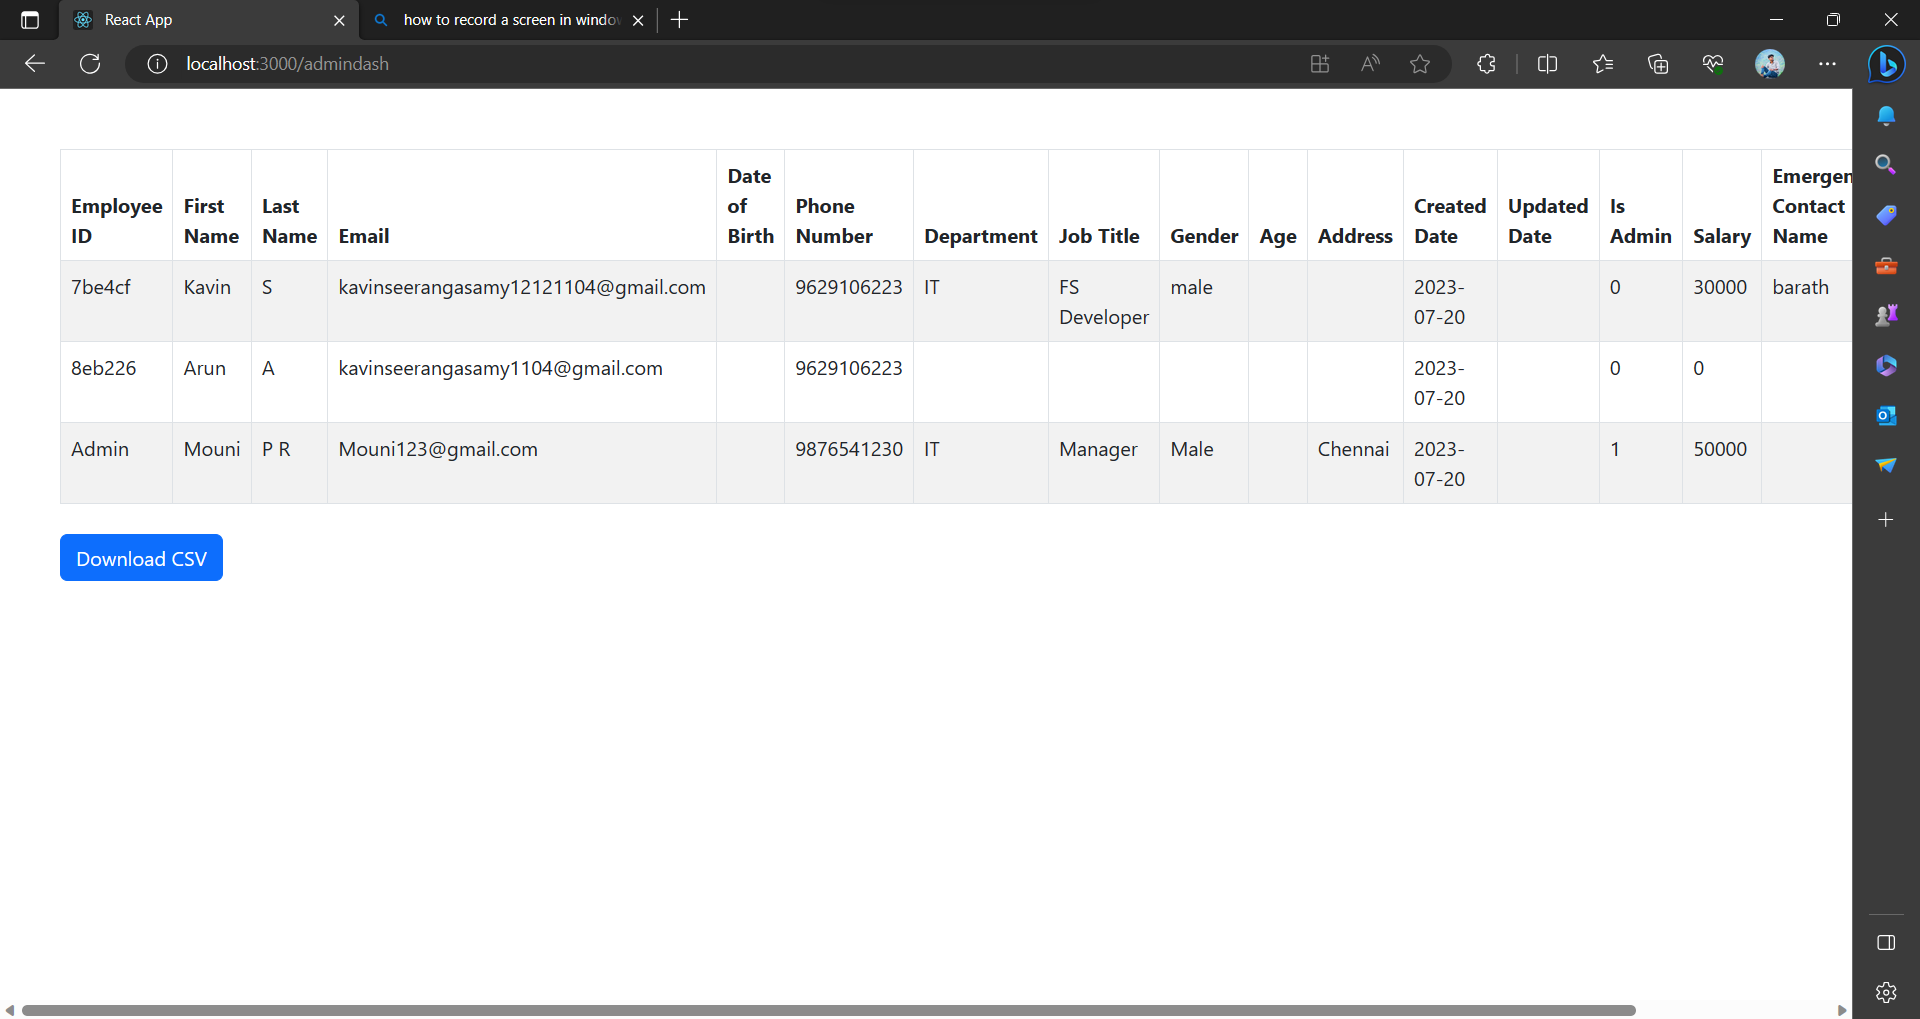 React App
how to record a screen in windo
localhost:3000/admindash
Employee ID First Name Last Name Email Date of Birth Phone Number Department Job Title Gender Age Address Created Date Updated Date Is Admin Salary Emergen Contact Name
7be4cf Kavin S kavinseerangasamy12121104@gmail.com 9629106223 IT FS Developer male 2023-07-20 0 30000 barath
8eb226 Arun A kavinseerangasamy1104@gmail.com 9629106223 2023-07-20 0 0
Admin Mouni P R Mouni123@gmail.com 9876541230 IT Manager Male Chennai 2023-07-20 1 50000
Download CSV